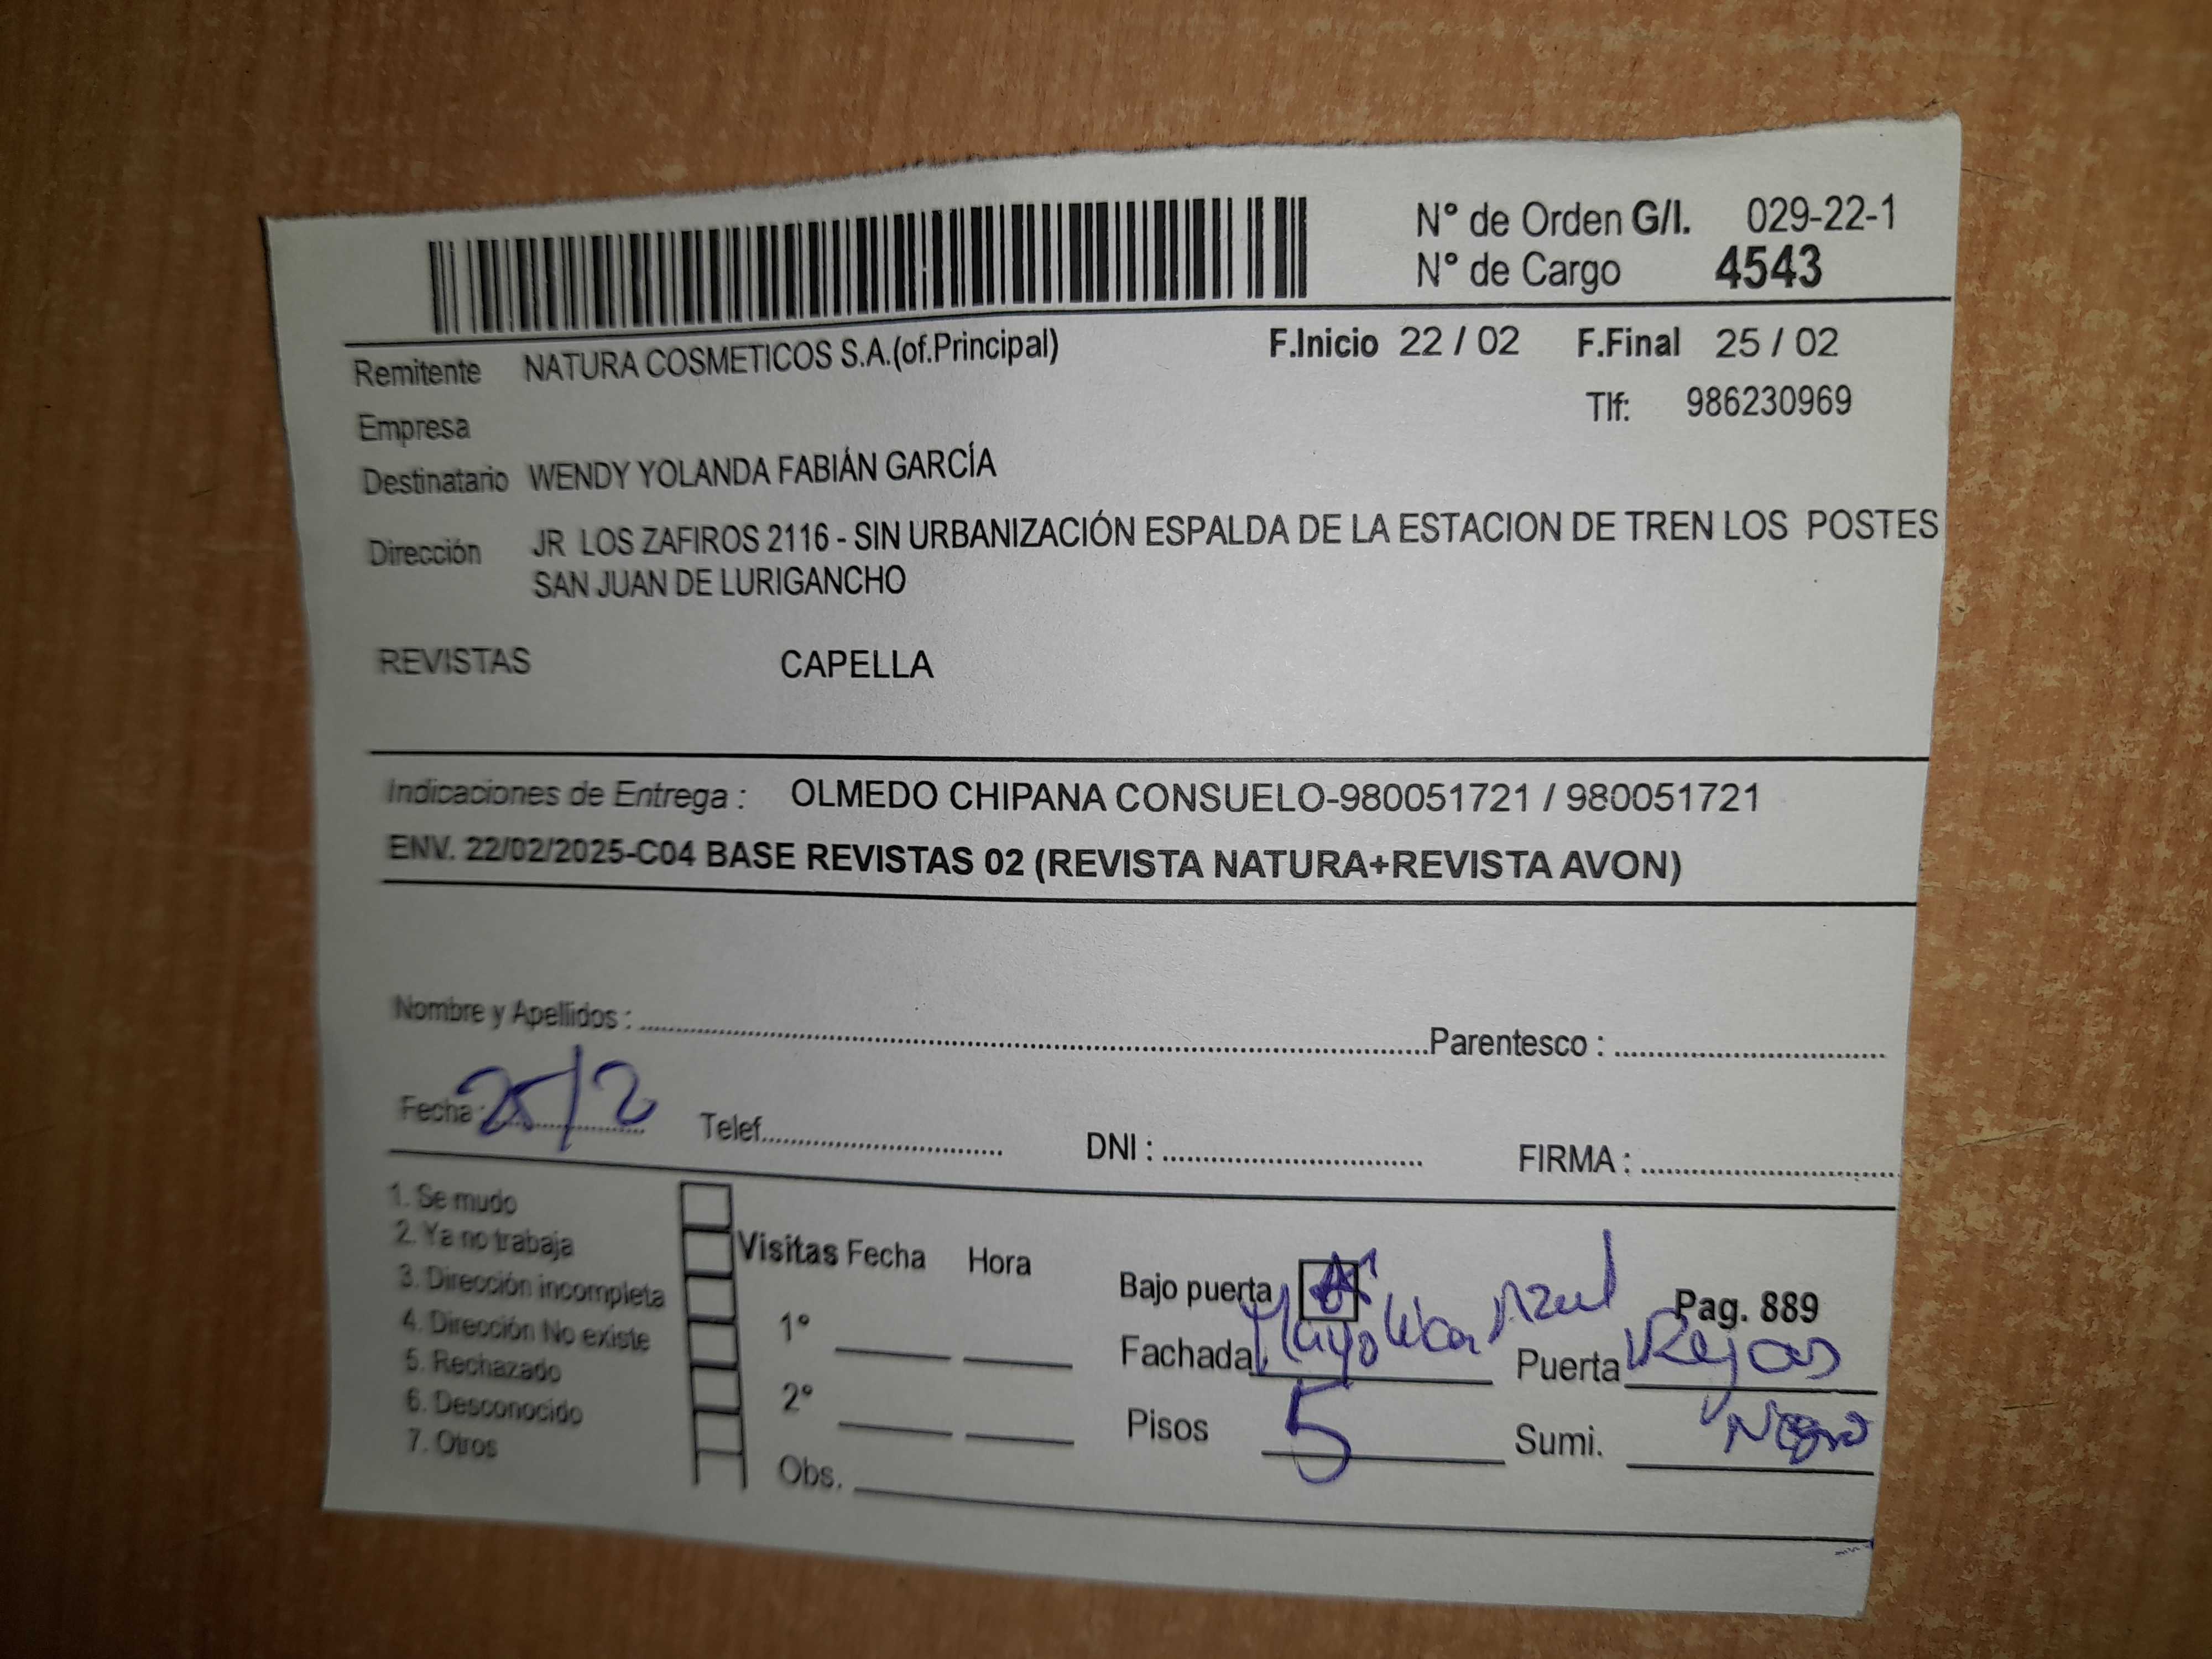 N° de Orden G/I. 029-22-1
N° de Cargo 4543
Remitente NATURA COSMETICOS S.A.(of.Principal) F.Inicio 22 / 02 F.Final 25 / 02
Empresa Tlf: 986230969
Destinatario WENDY YOLANDA FABIÁN GARCÍA
Dirección JR LOS ZAFIROS 2116 - SIN URBANIZACIÓN ESPALDA DE LA ESTACION DE TREN LOS POSTES
SAN JUAN DE LURIGANCHO
REVISTAS CAPELLA
Indicaciones de Entrega : OLMEDO CHIPANA CONSUELO-980051721 / 980051721
ENV. 22/02/2025-C04 BASE REVISTAS 02 (REVISTA NATURA+REVISTA AVON)
Nombre y Apellidos : Parentesco :
Fecha : 25/2 Telef. DNI : FIRMA :
1. Se mudo
2. Ya no trabaja
3. Dirección incompleta
4. Dirección No existe
5. Rechazado
6. Desconocido
7. Otros
Visitas Fecha Hora
1°
2°
Obs.
Bajo puerta Pag. 889
Fachada Azul Puerta Rejas
Pisos 5 Sumi. Negro